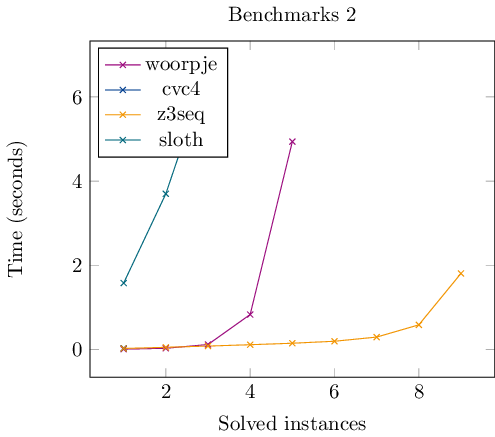 Benchmarks 2
woorpje
cvc4
z3seq
sloth
Time (seconds)
6
4
2
0
2 4 6 8
Solved instances